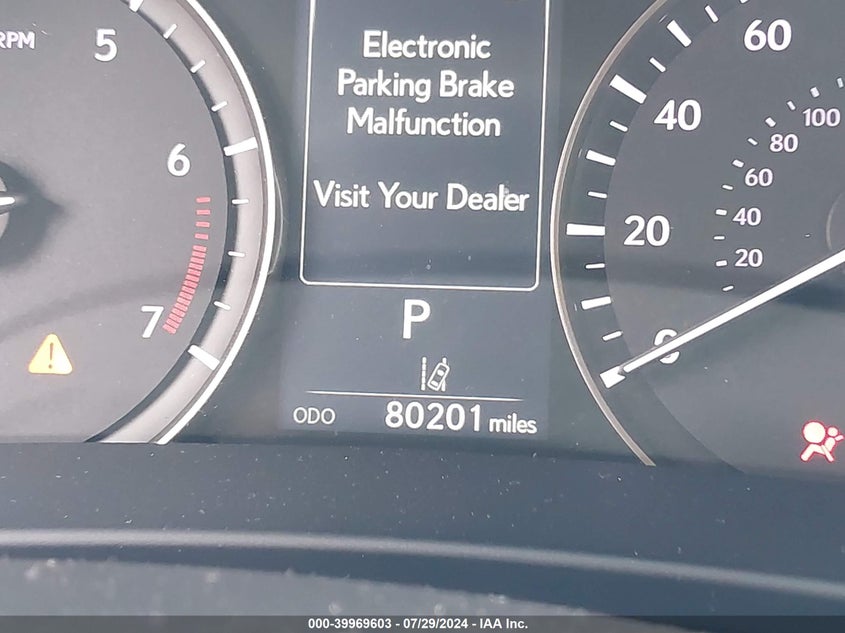 RPM
5
6
7
Electronic
Parking Brake
Malfunction
Visit Your Dealer
P
ODO 80201 miles
60
40
20
0
100
80
60
40
20
000-39969603 / 07/29/2024 - IAA Inc.